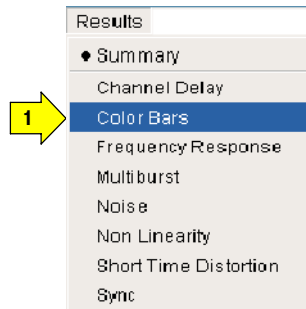 Results
Summary
Channel Delay
1
Color Bars
Frequency Response
Multiburst
Noise
Non Linearity
Short Time Distortion
Sync